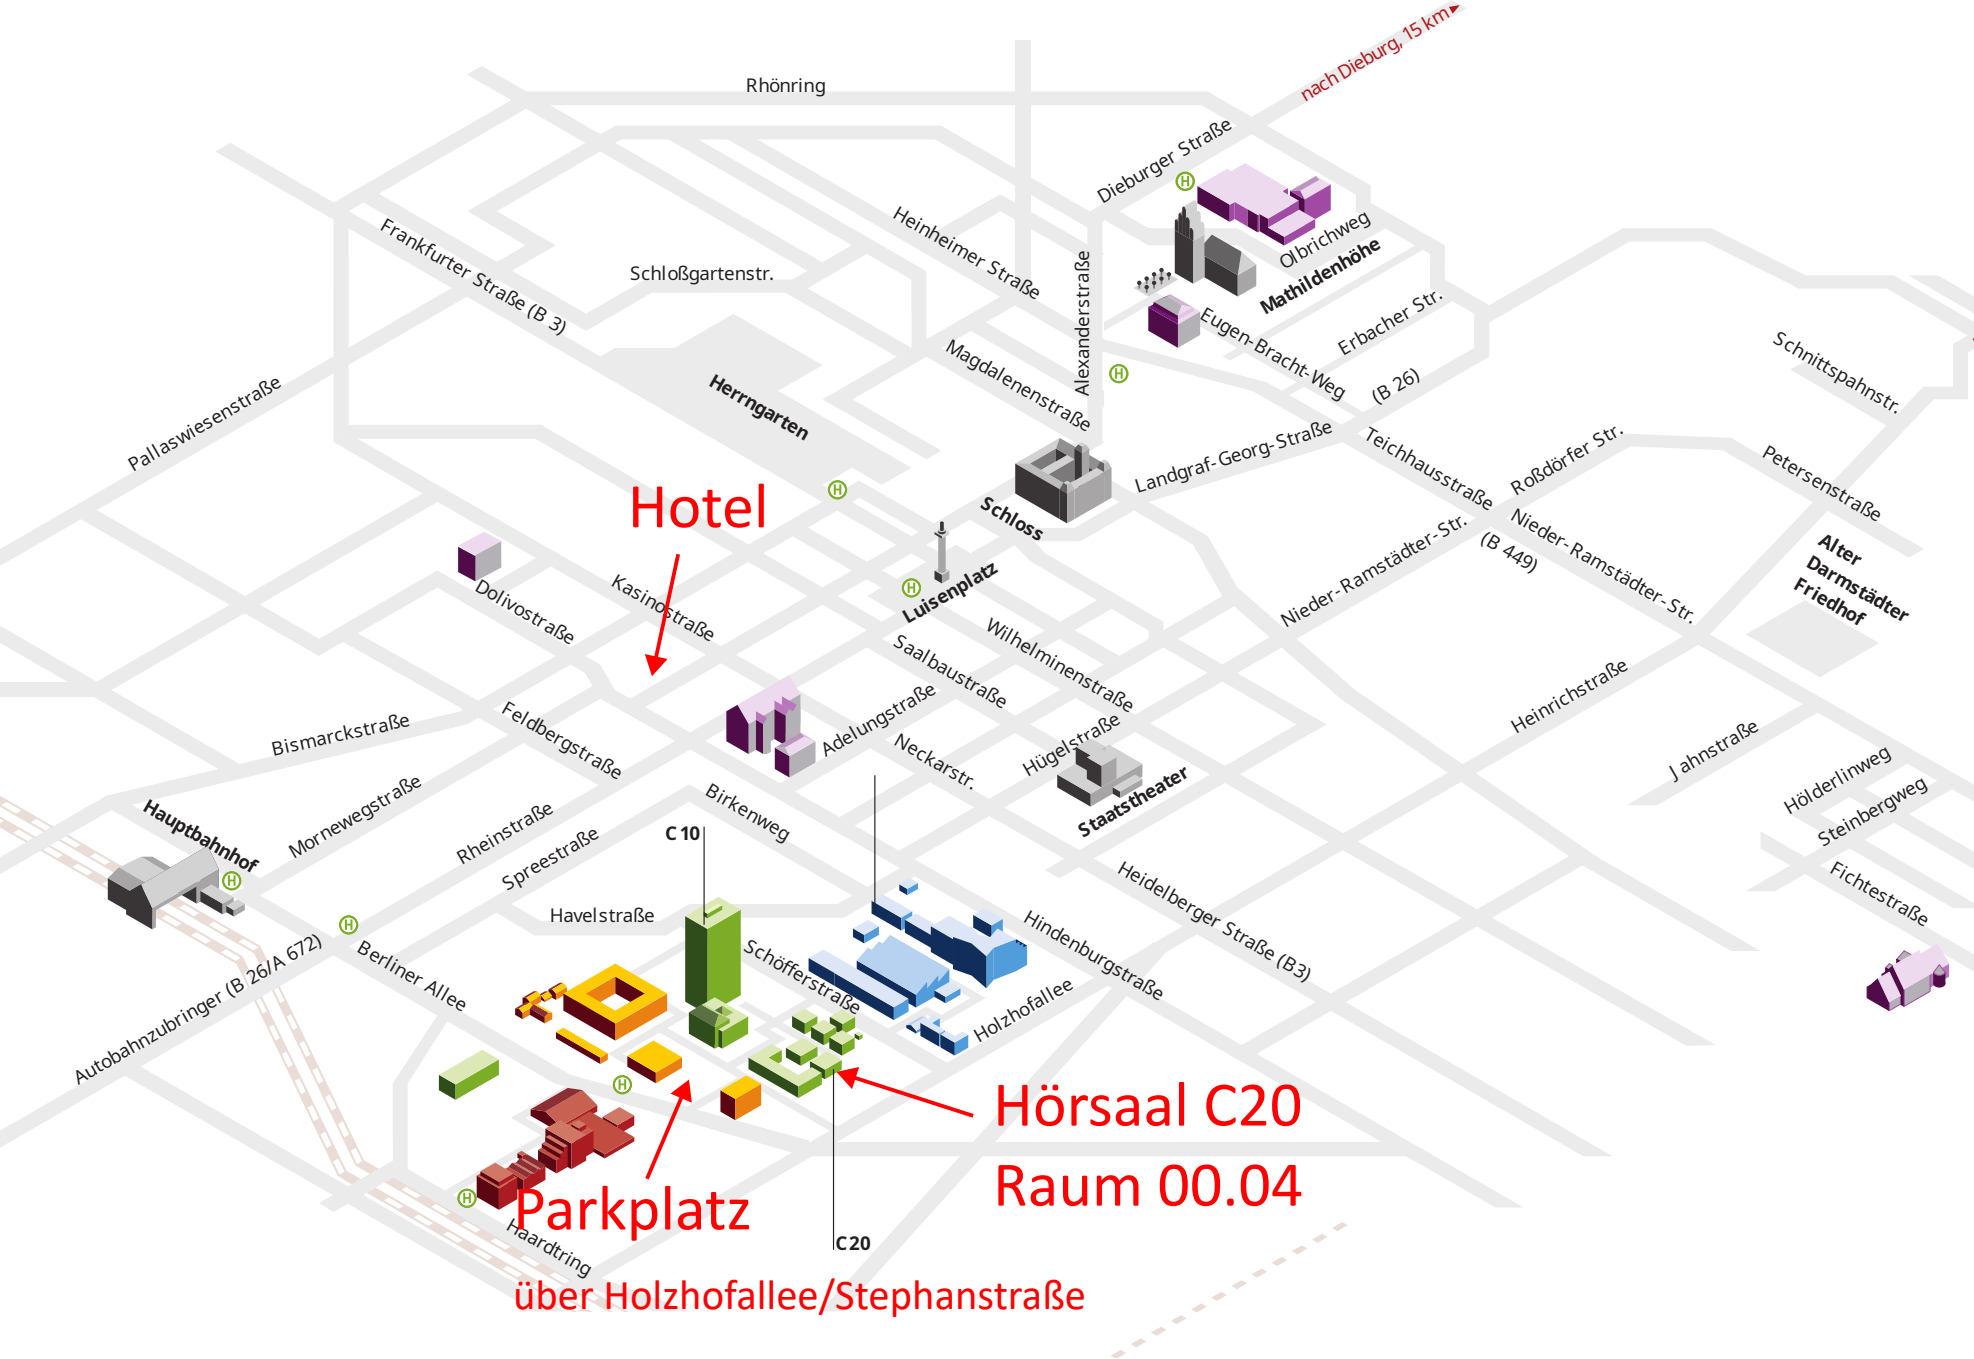 nach Dieburg, 15 km
Rhönring
Dieburger Straße
Olbrichweg
Mathildenhöhe
Heinheimer Straße
Frankfurter Straße (B 3)
Schloßgartenstr.
Alexanderstraße
Eugen-Bracht-Weg
Erbacher Str.
(B 26)
Schnittspahnstr.
Magdalenenstraße
Herrngarten
Pallaswiesenstraße
Landgraf-Georg-Straße
Teichhausstraße
Roßdörfer Str.
Petersenstraße
Hotel
Schloss
Nieder-Ramstädter-Str.
(B 449)
Nieder-Ramstädter-Str.
Alter
Darmstädter
Friedhof
Dolivostraße
Kasinostraße
Luisenplatz
Wilhelminenstraße
Saalbaustraße
Adelungstraße
Heinrichstraße
Bismarckstraße
Feldbergstraße
Neckarstr.
Hügelstraße
Staatstheater
Jahnstraße
Hölderlinweg
Steinbergweg
Fichtestraße
Hauptbahnhof
Mornewegstraße
Rheinstraße
Birkenweg
Spreestraße
C 10
Havelstraße
Schöfferstraße
Heidelberger Straße (B3)
Hindenburgstraße
Holzhofallee
Autobahnzubringer (B 26/A 672)
Berliner Allee
H
H
H
H
H
H
H
H
Hörsaal C20
Raum 00.04
Parkplatz
C20
Haardtring
über Holzhofallee/Stephanstraße